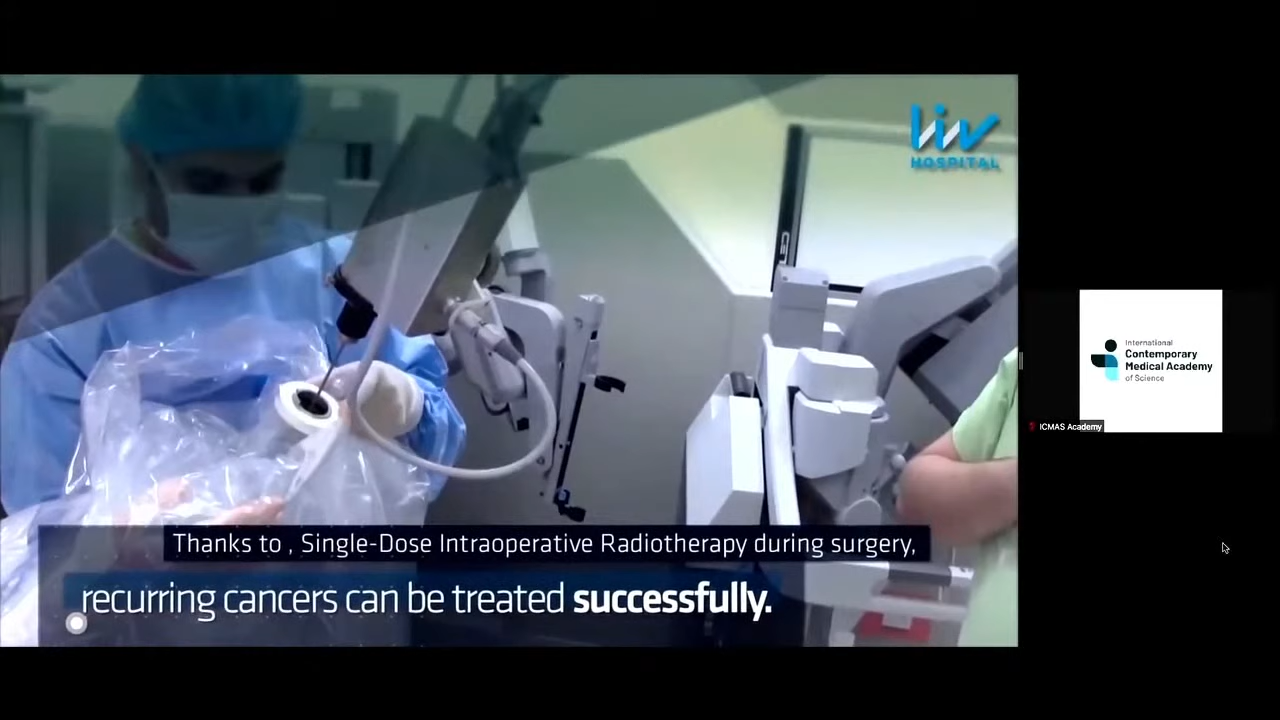 liv
HOSPITAL
Thanks to , Single-Dose Intraoperative Radiotherapy during surgery,
recurring cancers can be treated successfully.
International
Contemporary
Medical Academy
of Science
ICMAS Academy